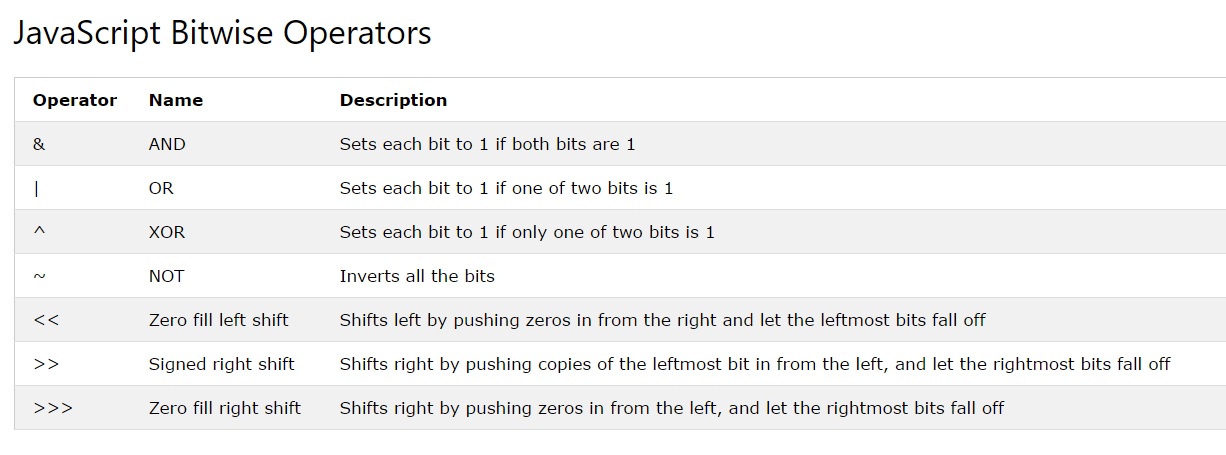 JavaScript Bitwise Operators
Operator Name Description
& AND Sets each bit to 1 if both bits are 1
| OR Sets each bit to 1 if one of two bits is 1
^ XOR Sets each bit to 1 if only one of two bits is 1
~ NOT Inverts all the bits
<< Zero fill left shift Shifts left by pushing zeros in from the right and let the leftmost bits fall off
>> Signed right shift Shifts right by pushing copies of the leftmost bit in from the left, and let the rightmost bits fall off
>>> Zero fill right shift Shifts right by pushing zeros in from the left, and let the rightmost bits fall off